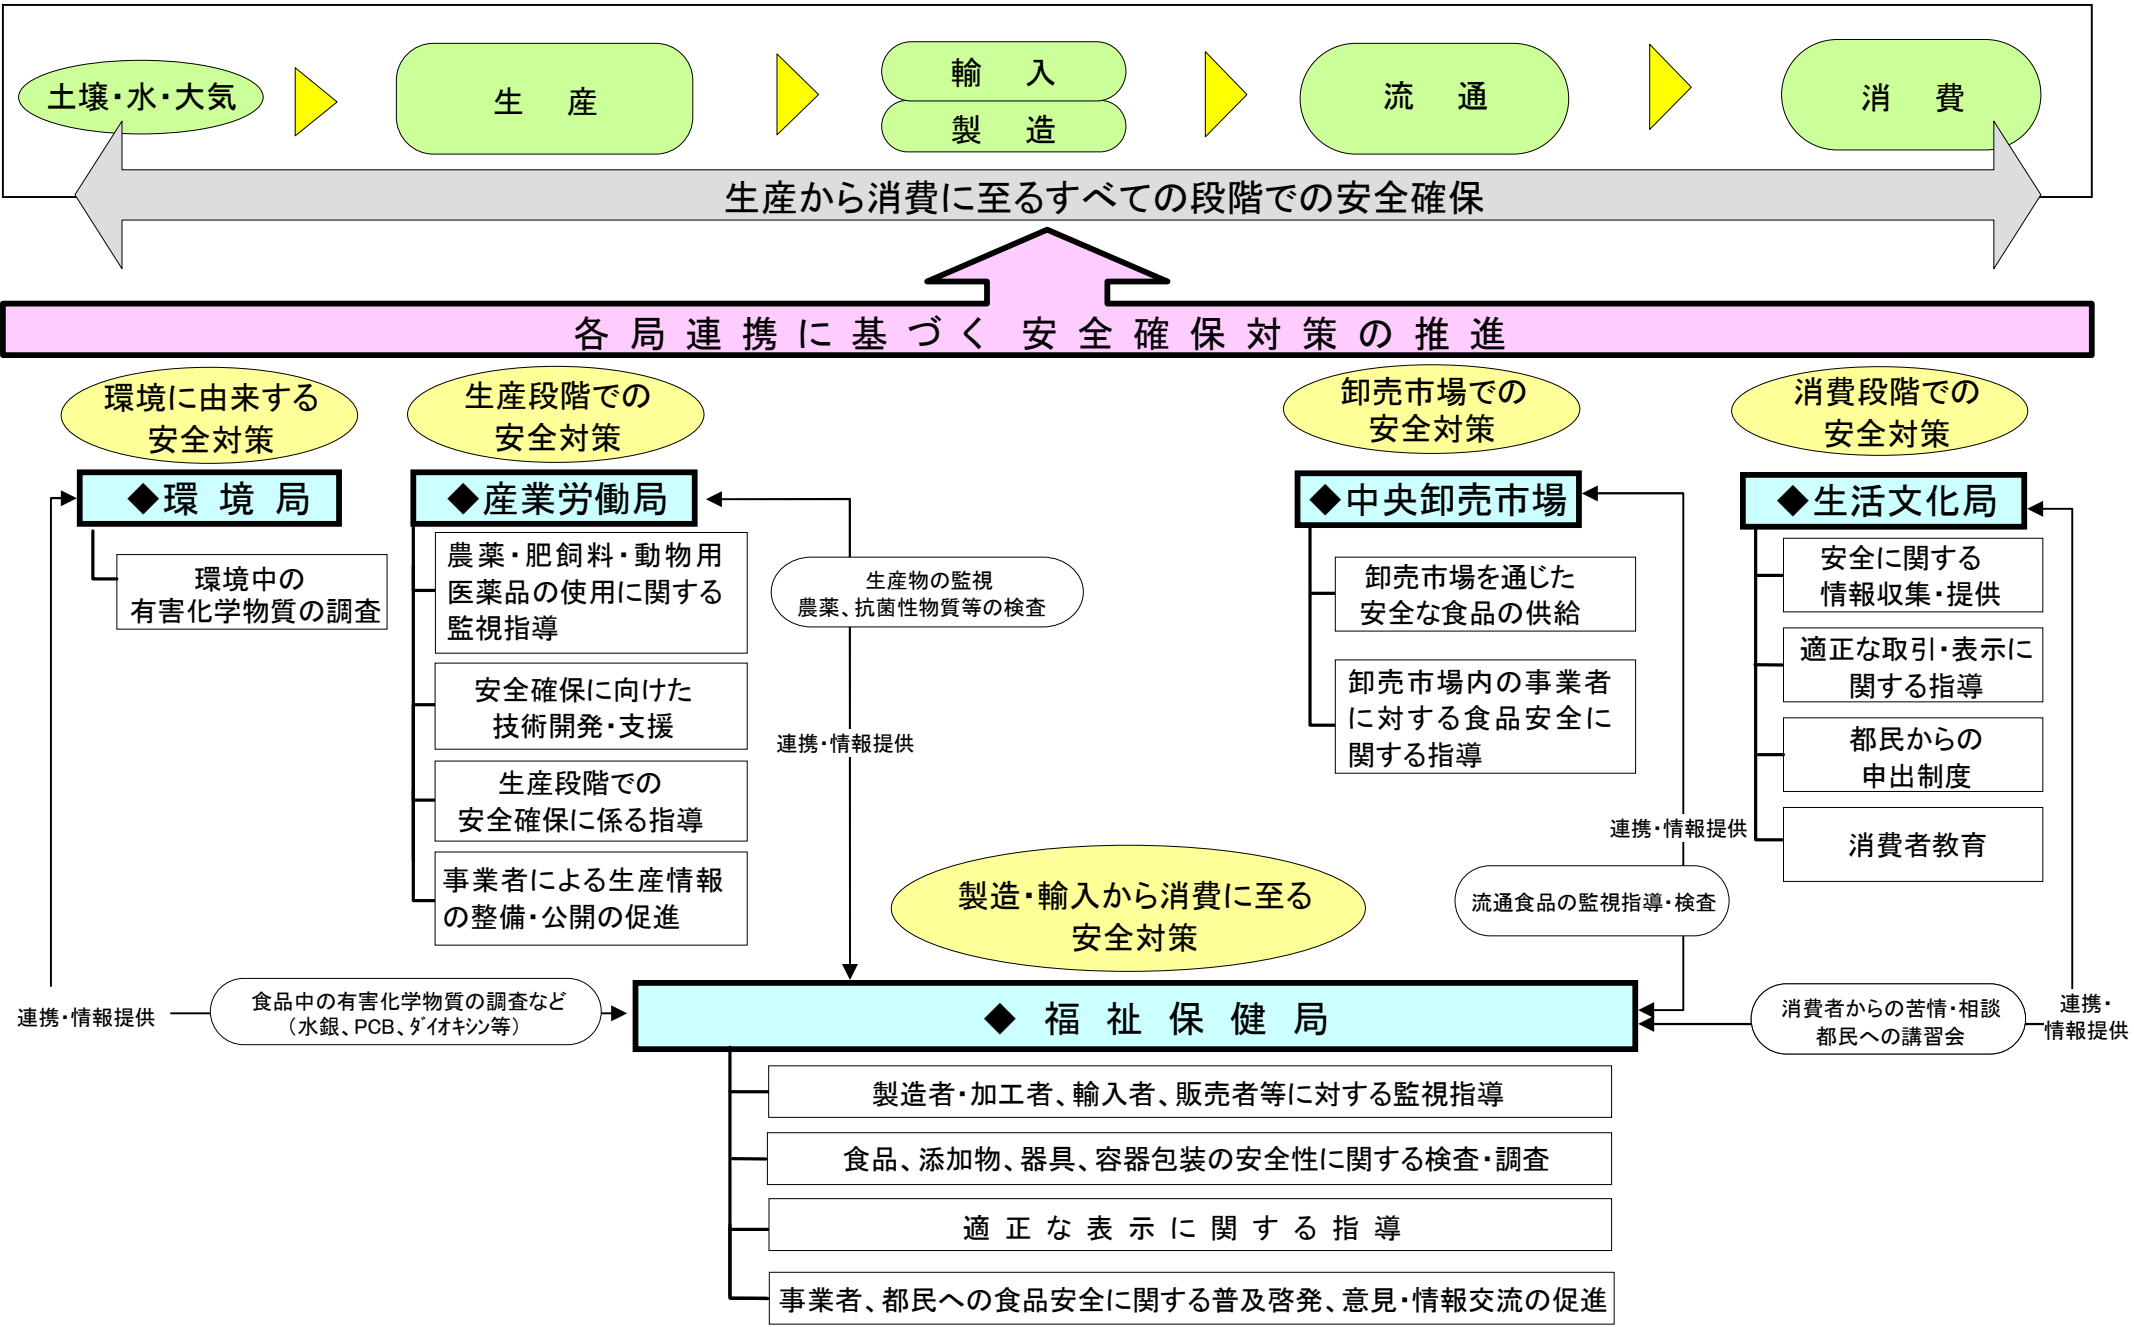 土壌・水・大気
生 産
輸 入
製 造
流 通
消 費
生産から消費に至るすべての段階での安全確保
各局連携に基づく安全確保対策の推進
環境に由来する
安全対策
生産段階での
安全対策
卸売市場での
安全対策
消費段階での
安全対策
◆環 境 局
環境中の
有害化学物質の調査
◆産業労働局
農薬・肥飼料・動物用
医薬品の使用に関する
監視指導
安全確保に向けた
技術開発・支援
生産段階での
安全確保に係る指導
事業者による生産情報
の整備・公開の促進
生産物の監視
農薬、抗菌性物質等の検査
連携・情報提供
◆中央卸売市場
卸売市場を通じた
安全な食品の供給
卸売市場内の事業者
に対する食品安全に
関する指導
連携・情報提供
流通食品の監視指導・検査
◆生活文化局
安全に関する
情報収集・提供
適正な取引・表示に
関する指導
都民からの
申出制度
消費者教育
製造・輸入から消費に至る
安全対策
連携・情報提供
食品中の有害化学物質の調査など
（水銀、PCB、ﾀﾞｲｵｷｼﾝ等）
◆ 福 祉 保 健 局
消費者からの苦情・相談
都民への講習会
連携・
情報提供
製造者・加工者、輸入者、販売者等に対する監視指導
食品、添加物、器具、容器包装の安全性に関する検査・調査
適正な表示に関する指導
事業者、都民への食品安全に関する普及啓発、意見・情報交流の促進